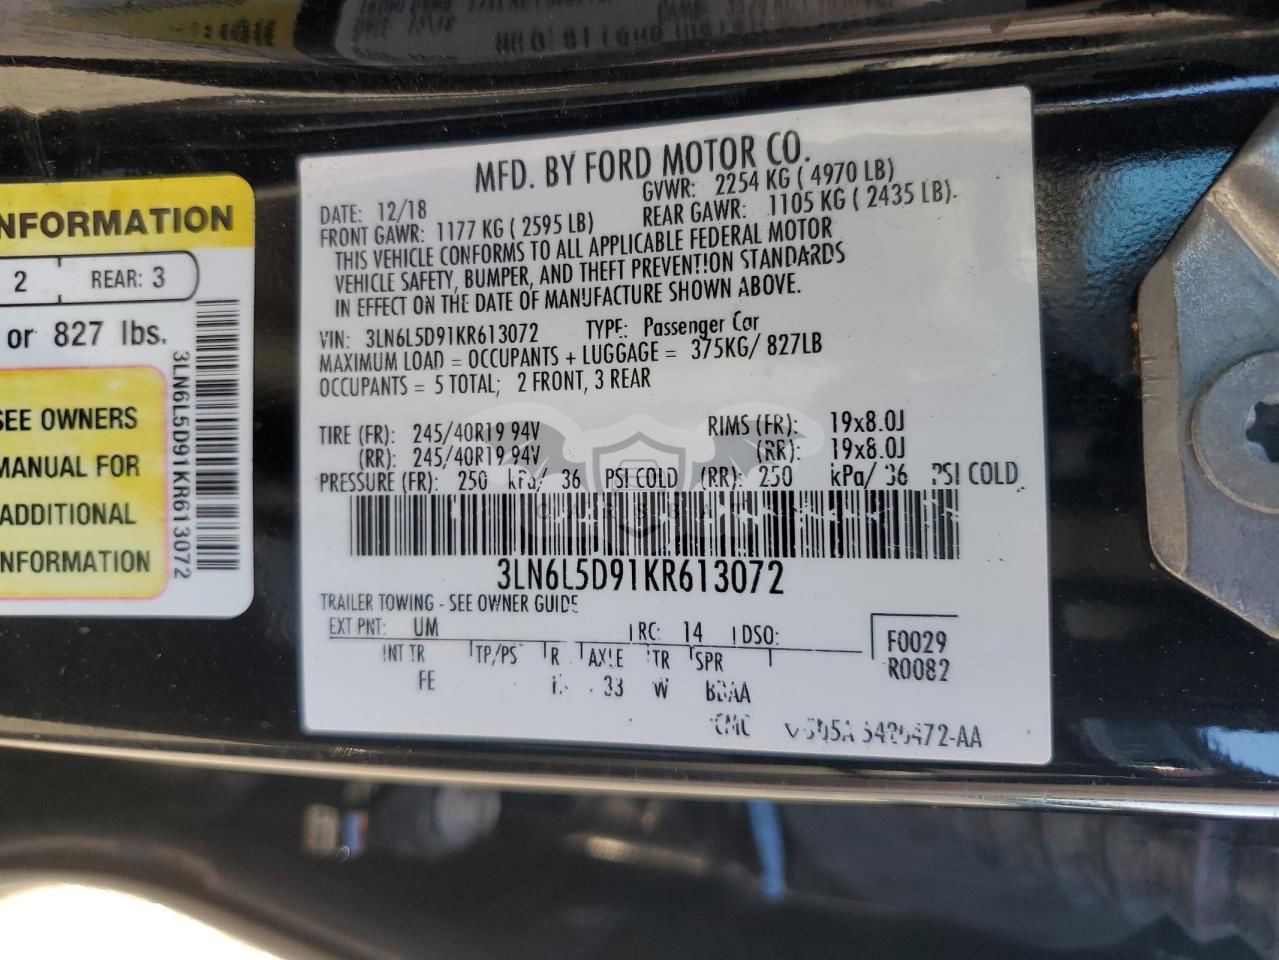 NFORMATION
2 REAR: 3
or 827 lbs.
SEE OWNERS
MANUAL FOR
ADDITIONAL
INFORMATION
3LN6L5D91KR613072
MFD. BY FORD MOTOR CO.
DATE: 12/18 GVWR: 2254 KG ( 4970 LB)
FRONT GAWR: 1177 KG ( 2595 LB) REAR GAWR: 1105 KG ( 2435 LB).
THIS VEHICLE CONFORMS TO ALL APPLICABLE FEDERAL MOTOR
VEHICLE SAFETY, BUMPER, AND THEFT PREVENTION STANDARDS
IN EFFECT ON THE DATE OF MANUFACTURE SHOWN ABOVE.
VIN: 3LN6L5D91KR613072 TYPE: Passenger Car
MAXIMUM LOAD = OCCUPANTS + LUGGAGE = 375KG/ 827LB
OCCUPANTS = 5 TOTAL; 2 FRONT, 3 REAR
TIRE (FR): 245/40R19 94V RIMS (FR): 19x8.0J
(RR): 245/40R19 94V (RR): 19x8.0J
PRESSURE (FR): 250 kPa/ 36 PSI COLD (RR): 250 kPa/ 36 PSI COLD
3LN6L5D91KR613072
TRAILER TOWING - SEE OWNER GUIDE
EXT PNT: UM RC: 14 DSO: F0029
INT TR TP/PS R AXLE TR SPR R0082
FE 33 W